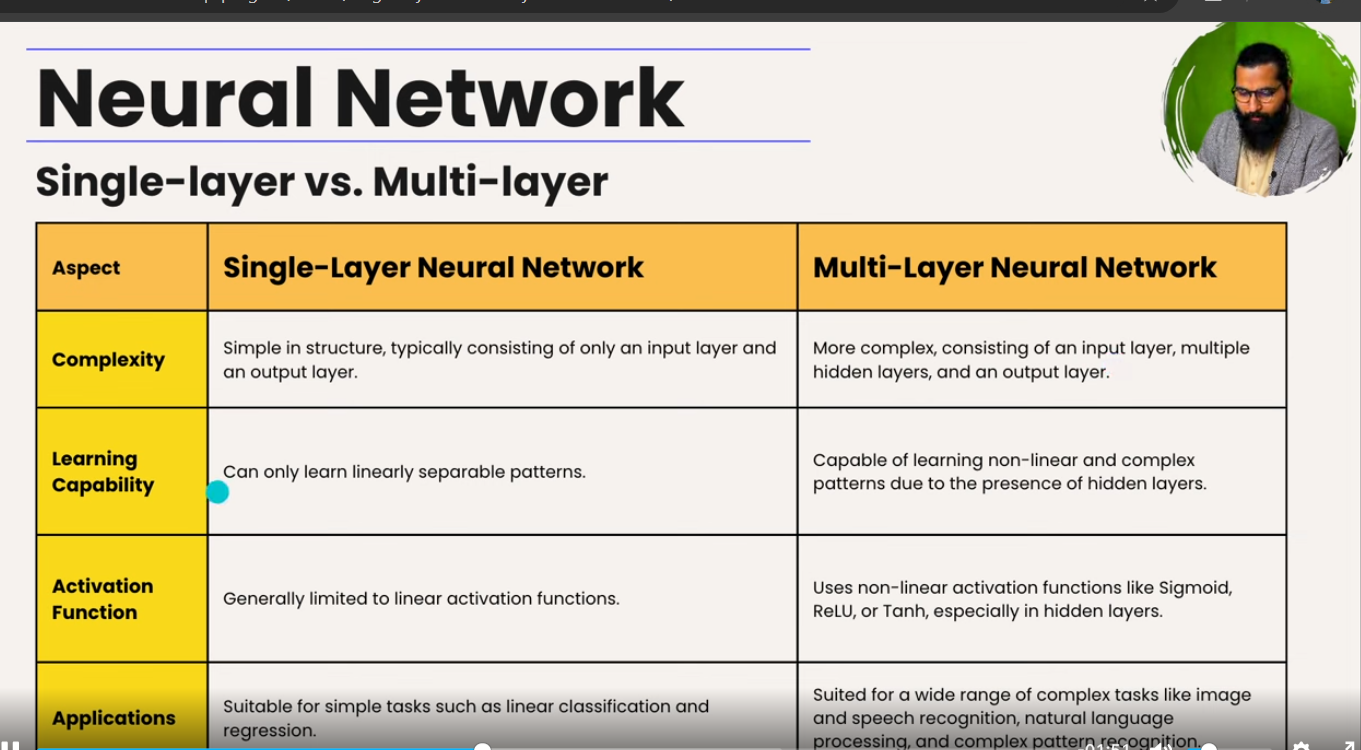 Neural Network
Single-layer vs. Multi-layer
Aspect
Single-Layer Neural Network
Multi-Layer Neural Network
Complexity
Simple in structure, typically consisting of only an input layer and
an output layer.
More complex, consisting of an input layer, multiple
hidden layers, and an output layer.
Learning
Capability
Can only learn linearly separable patterns.
Capable of learning non-linear and complex
patterns due to the presence of hidden layers.
Activation
Function
Generally limited to linear activation functions.
Uses non-linear activation functions like Sigmoid,
ReLU, or Tanh, especially in hidden layers.
Applications
Suitable for simple tasks such as linear classification and
regression.
Suited for a wide range of complex tasks like image
and speech recognition, natural language
processing, and complex pattern recognition.